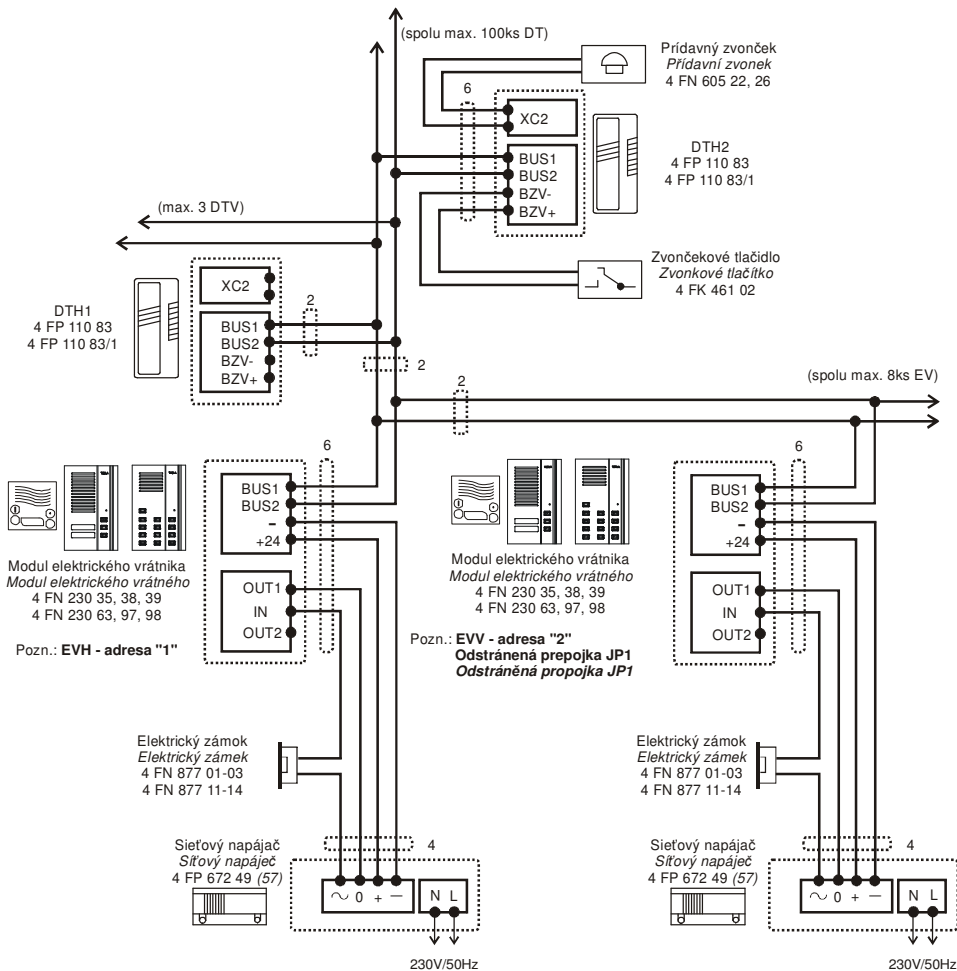 (spolu max. 100ks DT)
Prídavný zvonček
Přídavní zvonek
4 FN 605 22, 26
6
XC2
BUS1
BUS2
BZV-
BZV+
DTH2
4 FP 110 83
4 FP 110 83/1
(max. 3 DTV)
Zvončekové tlačidlo
Zvonkové tlačítko
4 FK 461 02
DTH1
4 FP 110 83
4 FP 110 83/1
XC2
BUS1
BUS2
BZV-
BZV+
2
2
2
(spolu max. 8ks EV)
6
BUS1
BUS2
–
+24
OUT1
IN
OUT2
Modul elektrického vrátnika
Modul elektrického vrátného
4 FN 230 35, 38, 39
4 FN 230 63, 97, 98
Pozn.: EVH - adresa "1"
6
BUS1
BUS2
–
+24
OUT1
IN
OUT2
Modul elektrického vrátnika
Modul elektrického vrátného
4 FN 230 35, 38, 39
4 FN 230 63, 97, 98
Pozn.: EVV - adresa "2"
Odstránená prepojka JP1
Odstráněná propojka JP1
Elektrický zámok
Elektrický zámek
4 FN 877 01-03
4 FN 877 11-14
Elektrický zámok
Elektrický zámek
4 FN 877 01-03
4 FN 877 11-14
Sieťový napájač
Síťový napáječ
4 FP 672 49 (57)
4
~ 0 + –
N L
230V/50Hz
Sieťový napájač
Síťový napáječ
4 FP 672 49 (57)
4
~ 0 + –
N L
230V/50Hz